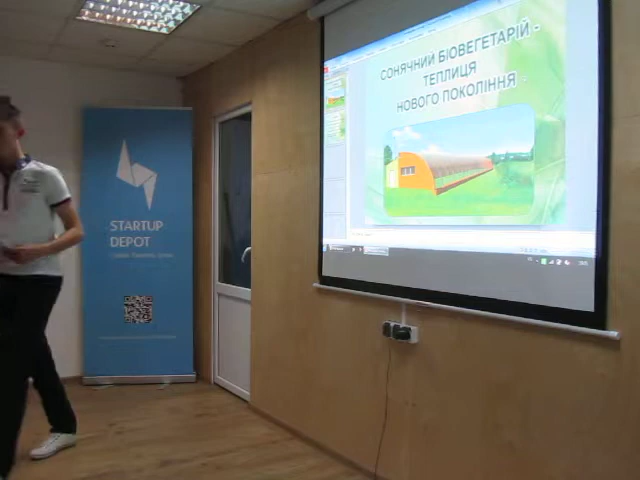 СОНЯЧНИЙ БІОВЕГЕТАРІЙ -
ТЕПЛИЦЯ
НОВОГО ПОКОЛІННЯ
STARTUP
DEPOT